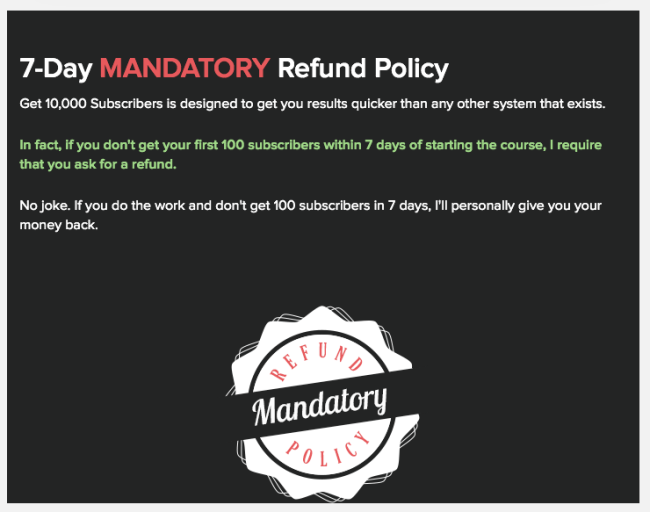 7-Day MANDATORY Refund Policy
Get 10,000 Subscribers is designed to get you results quicker than any other system that exists.
In fact, if you don't get your first 100 subscribers within 7 days of starting the course, I require
that you ask for a refund.
No joke. If you do the work and don't get 100 subscribers in 7 days, I'll personally give you your
money back.
REFUND
Mandatory
POLICY